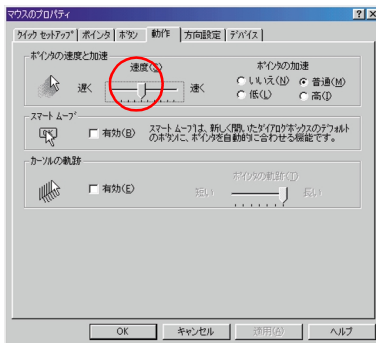 マウスのプロパティ
クイック セットアップ ポインタ ボタン 動作 方向設定 デバイス
ポインタの速度と加速
速度(S)
遅く 速く
ポインタの加速
いいえ(N) 普通(M)
低(L) 高(I)
スマート ムーブ
有効(B)
スマート ムーブは、新しく開いたダイアログ ボックスのデフォルト
のボタンに、ポインタを自動的に合わせる機能です。
カーソルの軌跡
有効(E)
ポインタの軌跡(T)
短い 長い
OK キャンセル 適用(A) ヘルプ